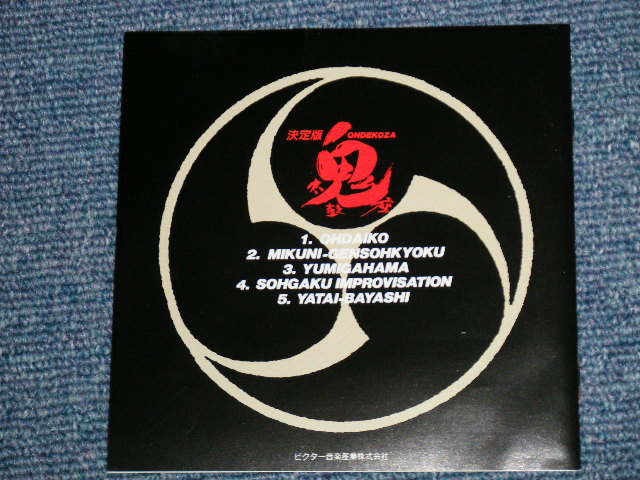 決定版 ONDEKOZA
鬼太鼓座
1. OHDAIKO
2. MIKUNI-GENSOHKYOKU
3. YUMIGAHAMA
4. SOHGAKU IMPROVISATION
5. YATAI-BAYASHI
ビクター音楽産業株式会社